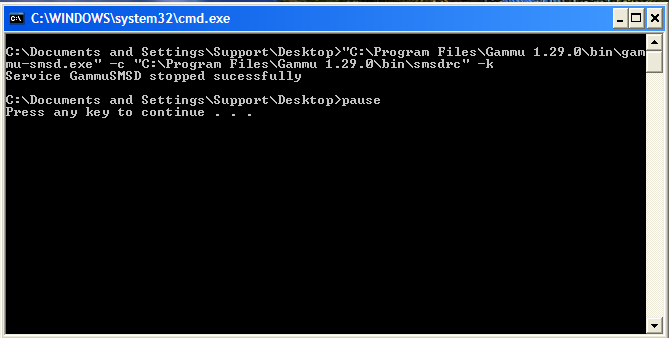 C:\WINDOWS\system32\cmd.exe
C:\Documents and Settings\Support\Desktop>"C:\Program Files\Gammu 1.29.0\bin\gam
mu-smsd.exe" -c "C:\Program Files\Gammu 1.29.0\bin\smsdrc" -k
Service GammuSMSD stopped sucessfully
C:\Documents and Settings\Support\Desktop>pause
Press any key to continue . . .